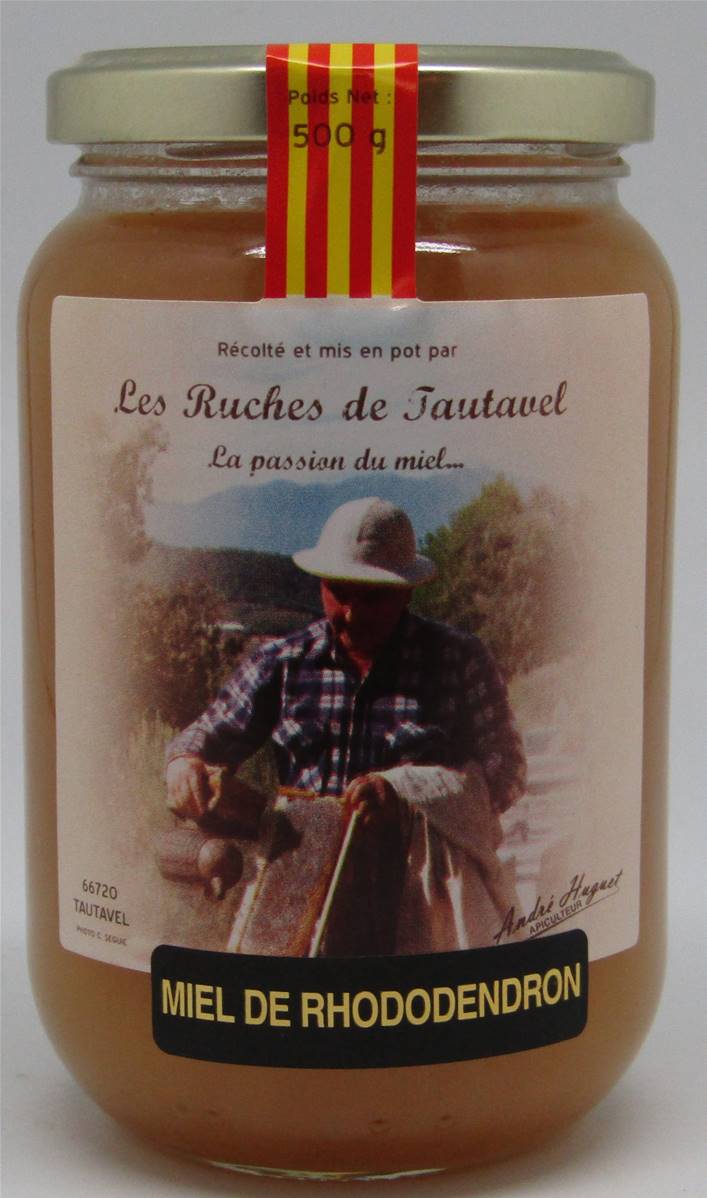 Poids Net :
500 g
Récolté et mis en pot par
Les Ruches de Tautavel
La passion du miel...
66720
TAUTAVEL
PHOTO C. SEGUIE
André Huguet
APICULTEUR
MIEL DE RHODODENDRON